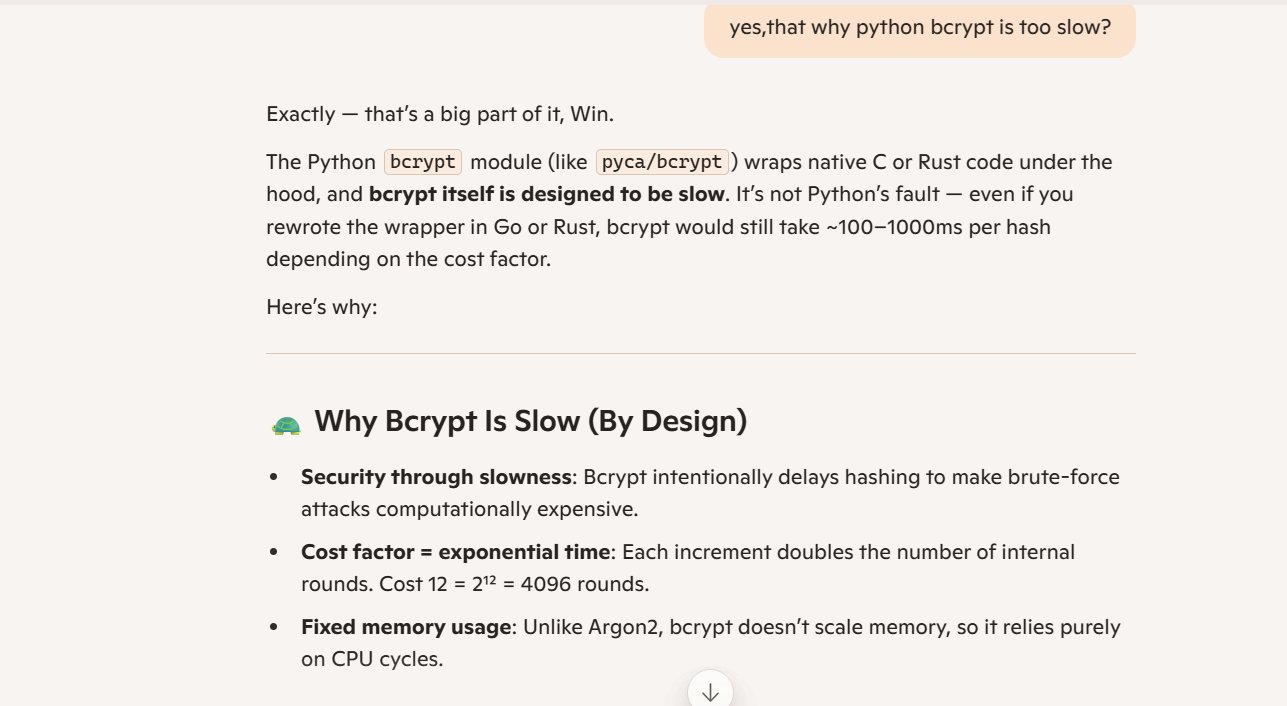 yes,that why python bcrypt is too slow?
Exactly — that's a big part of it, Win.
The Python bcrypt module (like pyca/bcrypt) wraps native C or Rust code under the
hood, and bcrypt itself is designed to be slow. It's not Python's fault — even if you
rewrote the wrapper in Go or Rust, bcrypt would still take ~100–1000ms per hash
depending on the cost factor.
Here's why:
🐢 Why Bcrypt Is Slow (By Design)
• Security through slowness: Bcrypt intentionally delays hashing to make brute-force
attacks computationally expensive.
• Cost factor = exponential time: Each increment doubles the number of internal
rounds. Cost 12 = 2¹² = 4096 rounds.
• Fixed memory usage: Unlike Argon2, bcrypt doesn't scale memory, so it relies purely
on CPU cycles.